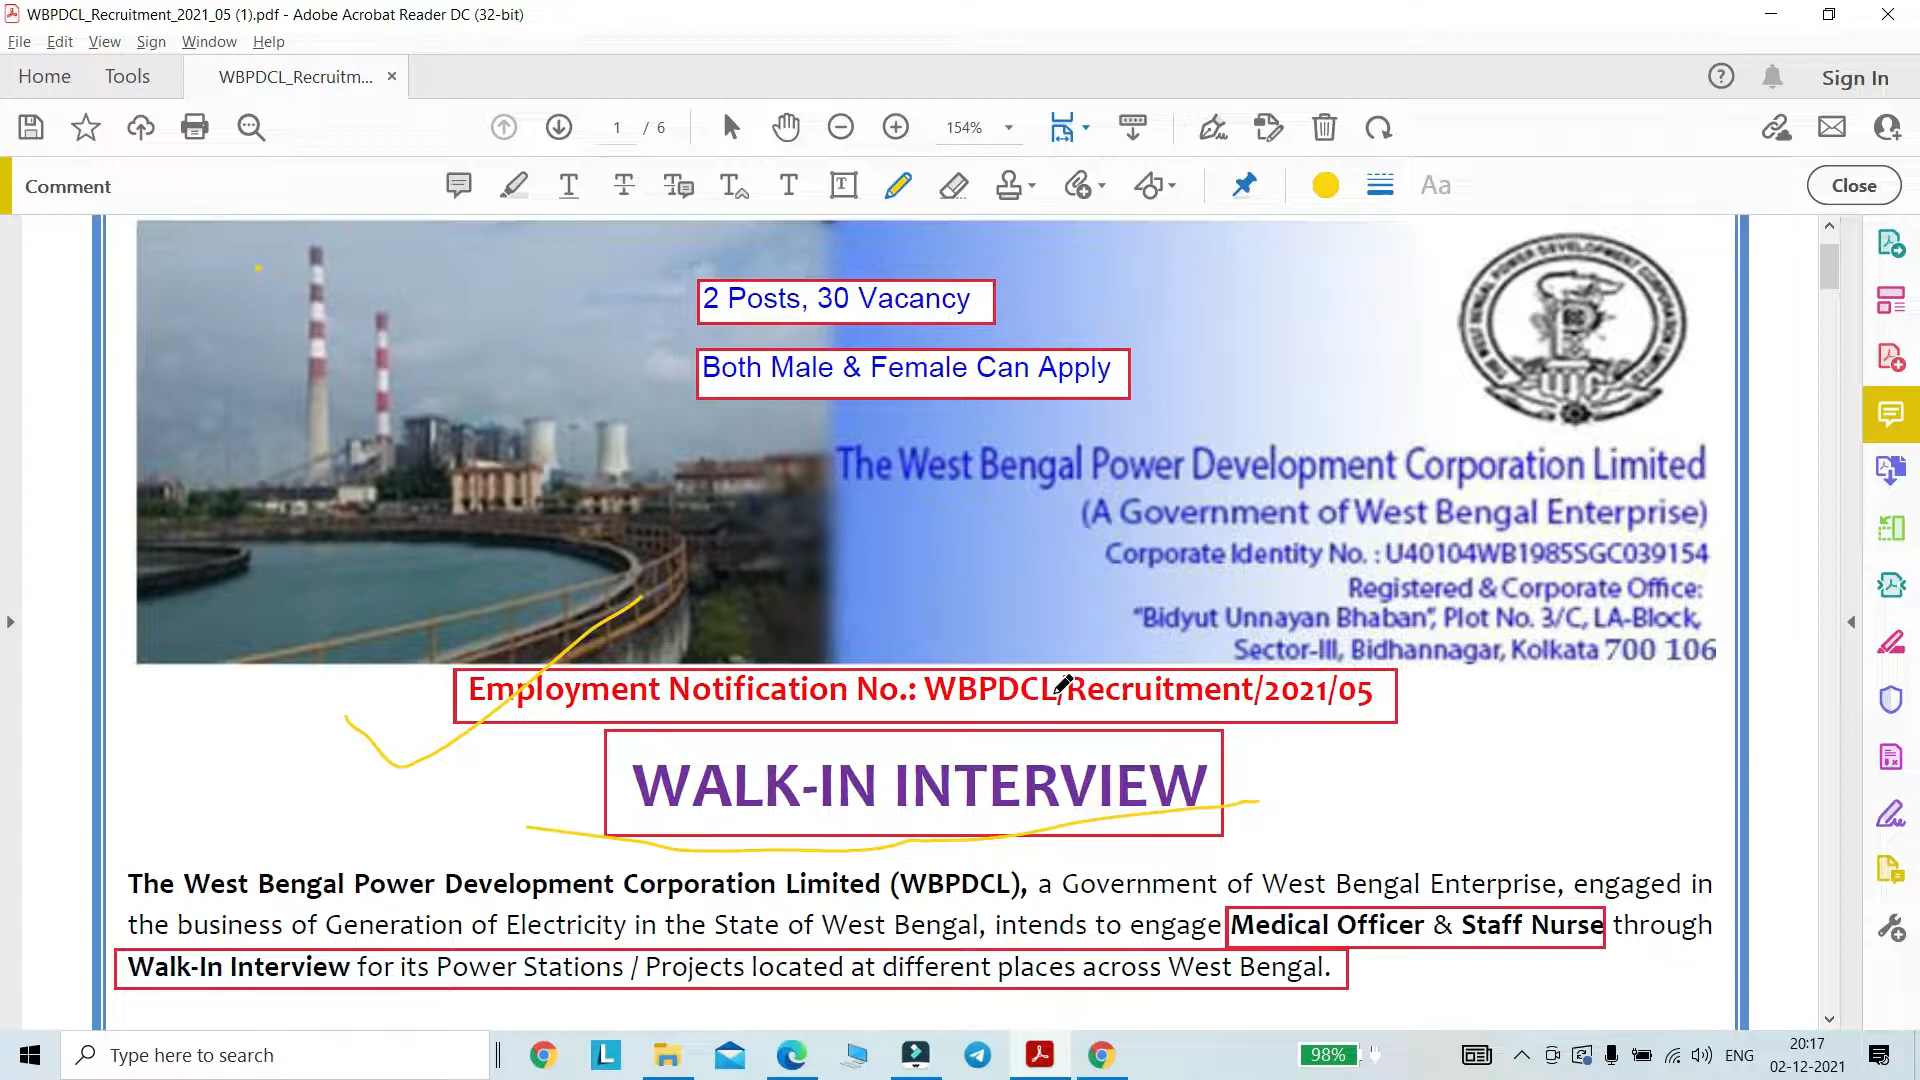 WBPDCL_Recruitment_2021_05 (1).pdf - Adobe Acrobat Reader DC (32-bit)
File Edit View Sign Window Help
Home Tools WBPDCL_Recruitm... × Sign In
1 / 6 154%
Comment Aa Close
2 Posts, 30 Vacancy
Both Male & Female Can Apply
THE WEST BENGAL POWER DEVELOPMENT CORPORATION LIMITED
The West Bengal Power Development Corporation Limited
(A Government of West Bengal Enterprise)
Corporate Identity No. : U40104WB1985SGC039154
Registered & Corporate Office:
"Bidyut Unnayan Bhaban", Plot No. 3/C, LA-Block,
Sector-III, Bidhannagar, Kolkata 700 106
Employment Notification No.: WBPDCL/Recruitment/2021/05
WALK-IN INTERVIEW
The West Bengal Power Development Corporation Limited (WBPDCL), a Government of West Bengal Enterprise, engaged in
the business of Generation of Electricity in the State of West Bengal, intends to engage Medical Officer & Staff Nurse through
Walk-In Interview for its Power Stations / Projects located at different places across West Bengal.
Type here to search
98%
ENG
20:17
02-12-2021